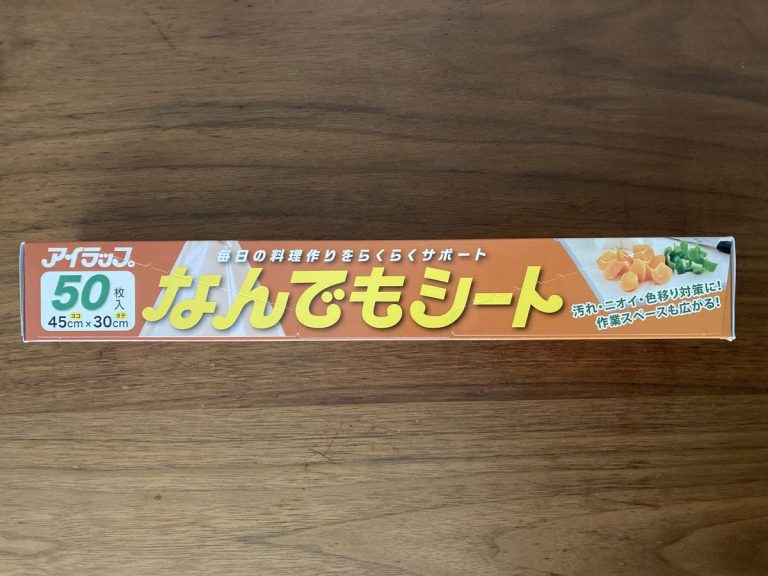 アイラップ。
50枚入
ヨコ タテ
45cm×30cm
毎日の料理作りをらくらくサポート
なんでもシート
汚れ・ニオイ・色移り対策に!
作業スペースも広がる!